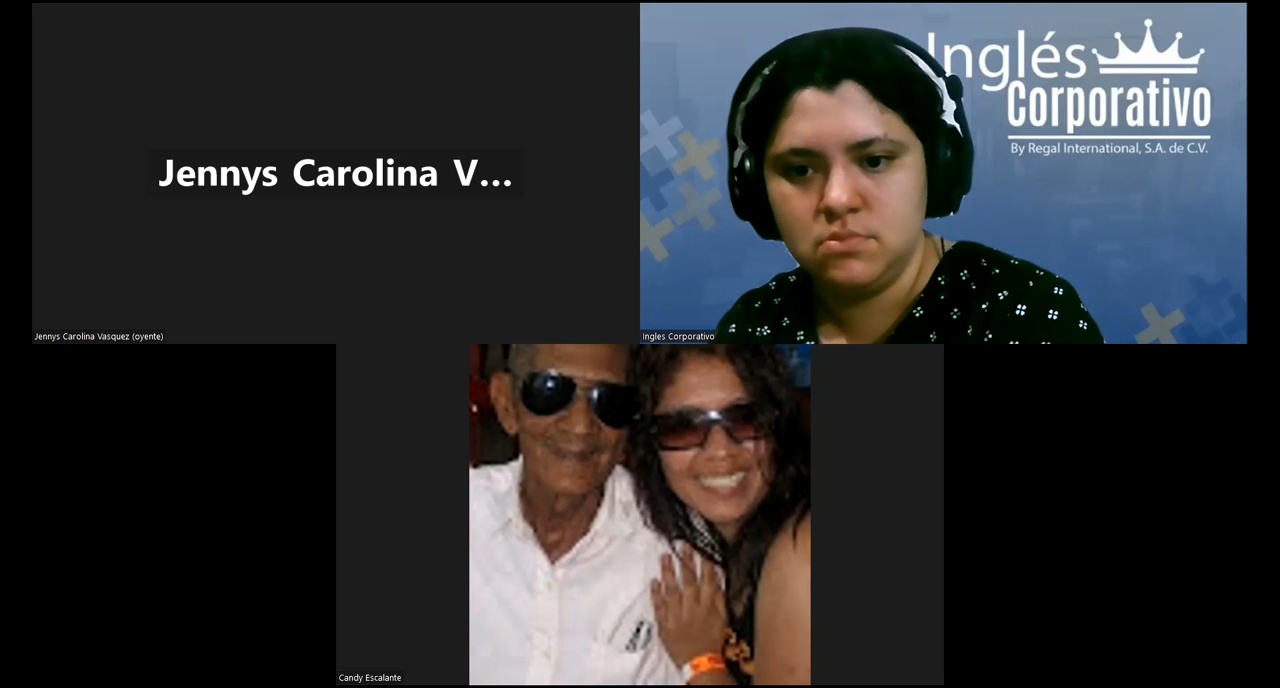 Jennys Carolina V...
Jennys Carolina Vasquez (oyente)
Inglés
Corporativo
By Regal International, S.A. de C.V.
Ingles Corporativo
Candy Escalante